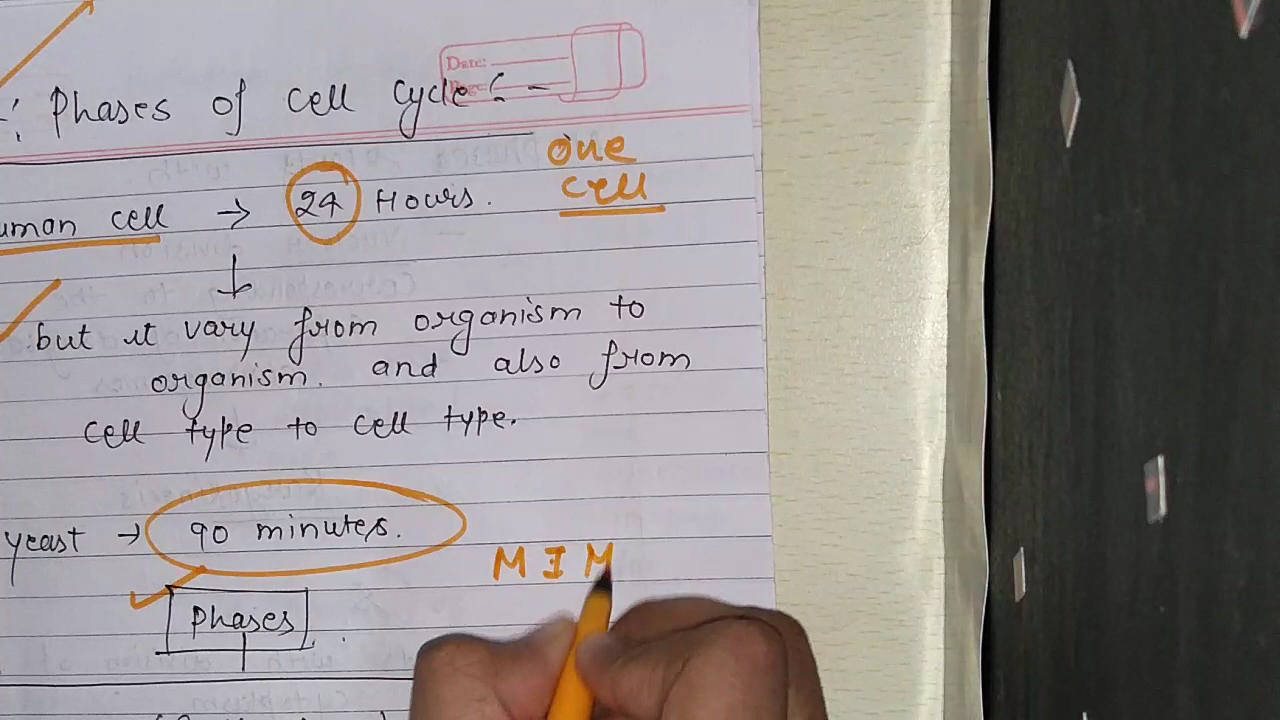 Date:
Phases of cell cycle :-
one
cell
uman cell → 24 Hours.
but it vary from organism to
organism. and also from
cell type to cell type.
yeast → 90 minutes.
M I M
Phases